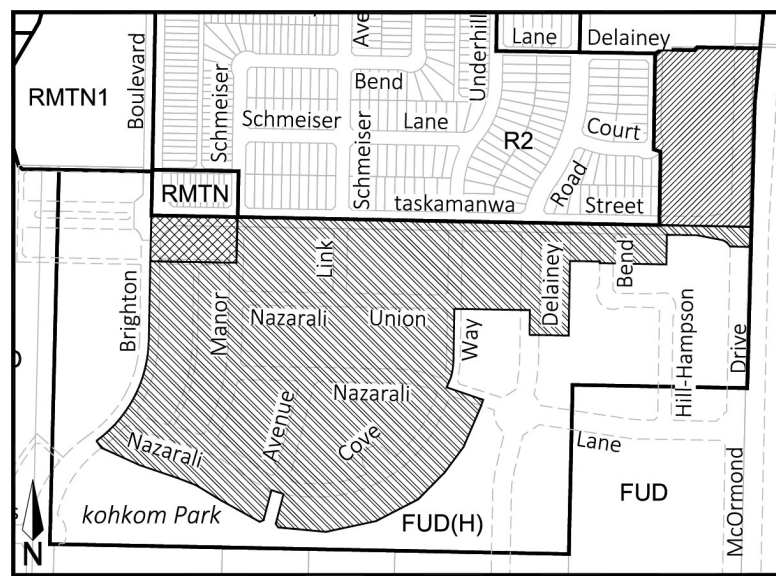 Lane
Delainey
Ave
Underhill
Bend
RMTN1
Boulevard
Schmeiser
Schmeiser
Lane
Schmeiser
R2
Court
RMTN
taskamanwa
Road
Street
Link
Delainey
Bend
Brighton
Manor
Nazarali
Union
Way
Hill-Hampson
Drive
Nazarali
Avenue
Cove
Nazarali
Lane
kohkom Park
FUD(H)
FUD
McOrmond
N